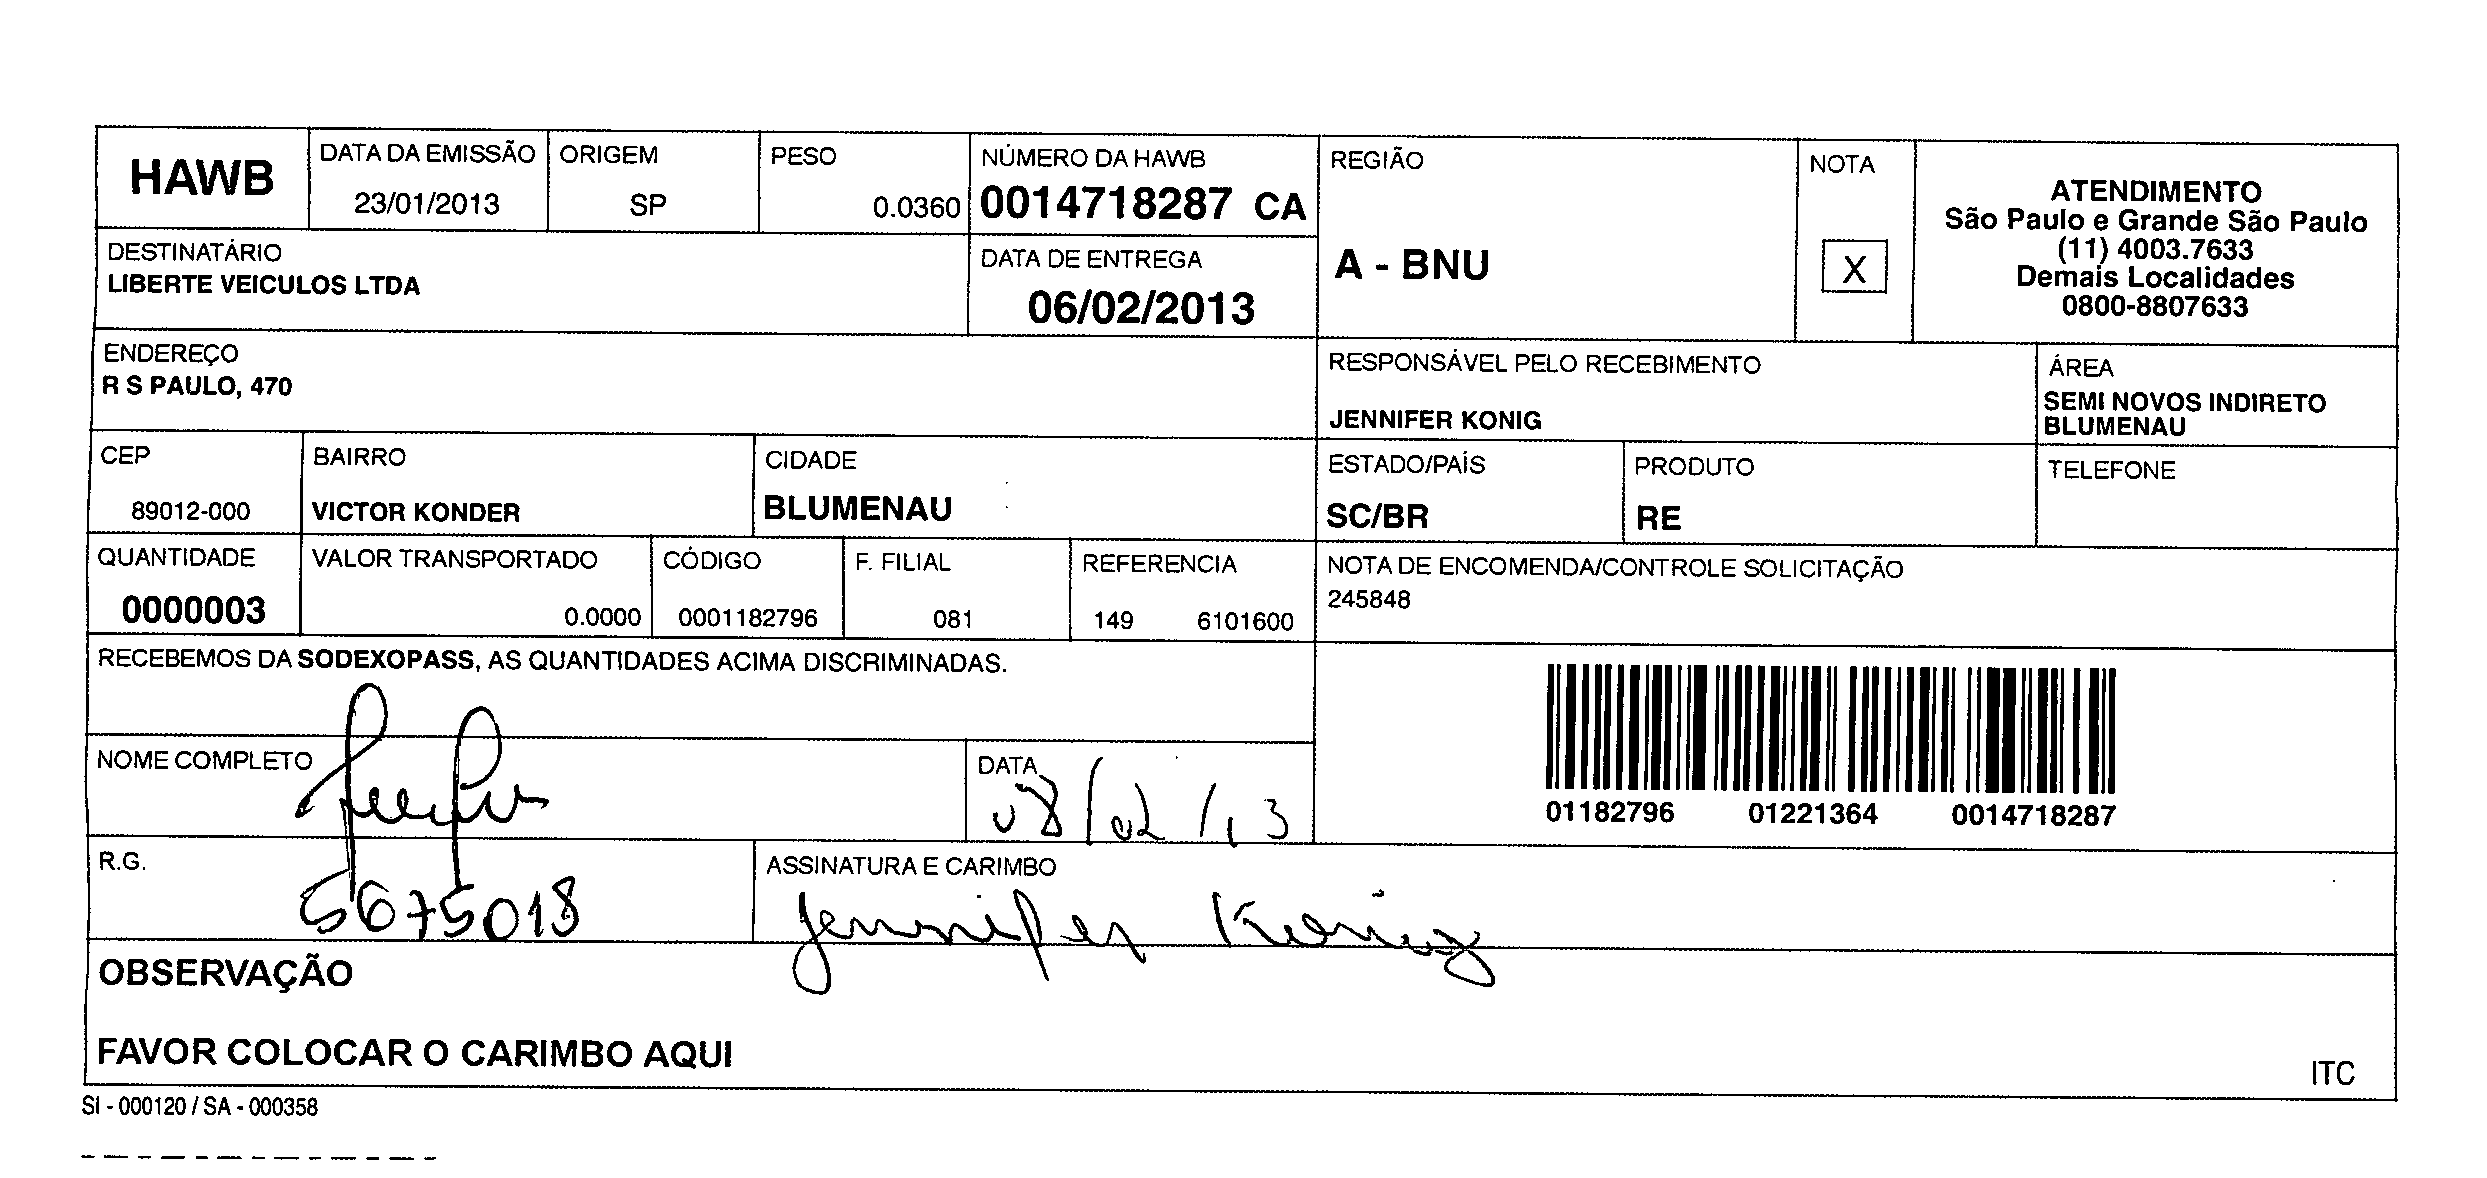 HAWB
DATA DA EMISSÃO
23/01/2013
ORIGEM
SP
PESO
0.0360
NÚMERO DA HAWB
0014718287 CA
REGIÃO
A - BNU
NOTA
X
ATENDIMENTO
São Paulo e Grande São Paulo
(11) 4003.7633
Demais Localidades
0800-8807633
DESTINATÁRIO
LIBERTE VEICULOS LTDA
DATA DE ENTREGA
06/02/2013
ENDEREÇO
R S PAULO, 470
RESPONSÁVEL PELO RECEBIMENTO
JENNIFER KONIG
ÁREA
SEMI NOVOS INDIRETO
BLUMENAU
CEP
89012-000
BAIRRO
VICTOR KONDER
CIDADE
BLUMENAU
ESTADO/PAÍS
SC/BR
PRODUTO
RE
TELEFONE
QUANTIDADE
0000003
VALOR TRANSPORTADO
0.0000
CÓDIGO
0001182796
F. FILIAL
081
REFERENCIA
149 6101600
NOTA DE ENCOMENDA/CONTROLE SOLICITAÇÃO
245848
RECEBEMOS DA SODEXOPASS, AS QUANTIDADES ACIMA DISCRIMINADAS.
NOME COMPLETO
DATA
08/02/13
01182796 01221364 0014718287
R.G.
5675018
ASSINATURA E CARIMBO
Jennifer Konig
OBSERVAÇÃO
FAVOR COLOCAR O CARIMBO AQUI
ITC
SI - 000120 / SA - 000358